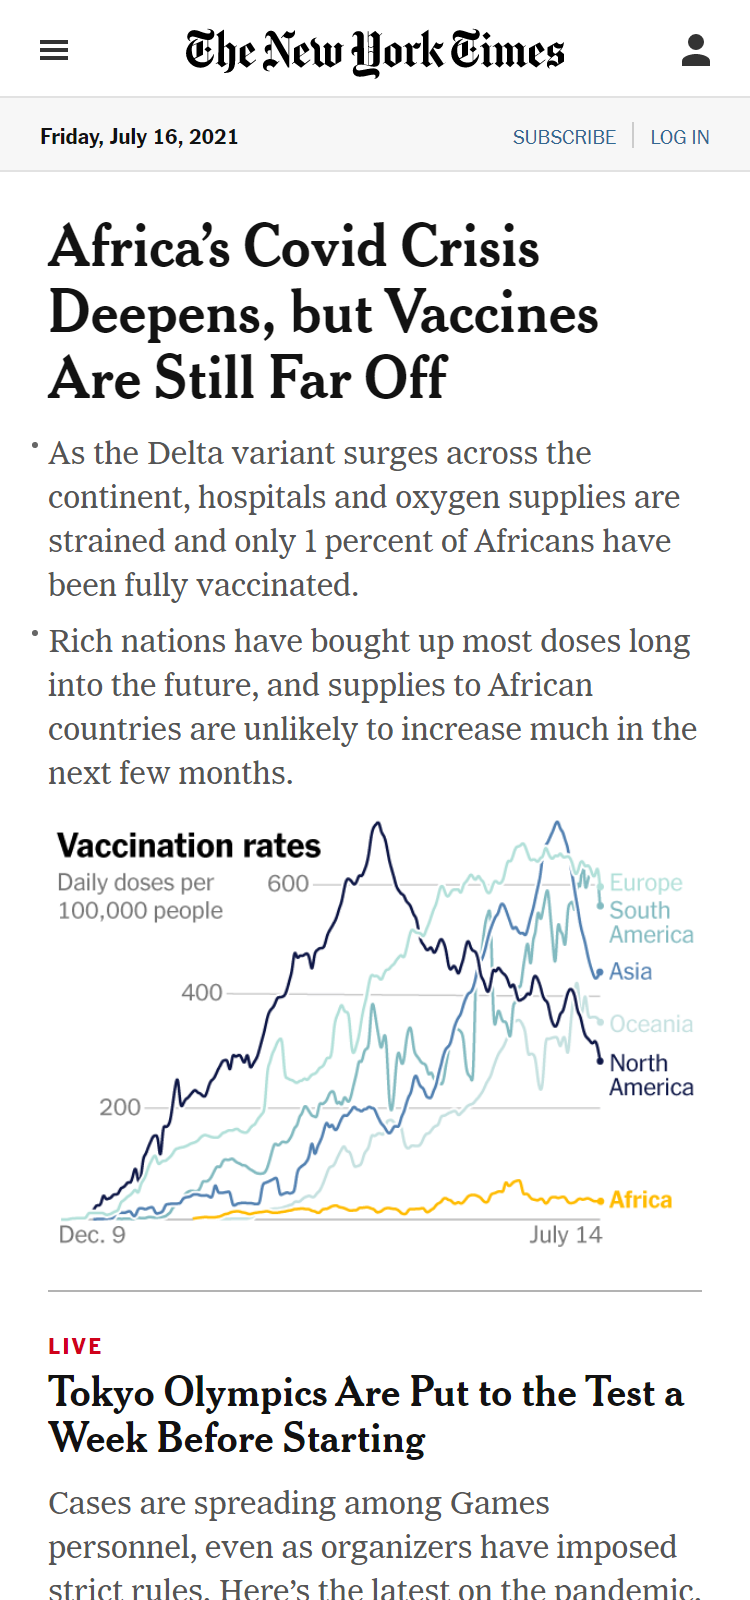 The New York Times
Friday, July 16, 2021
SUBSCRIBE
LOG IN
Africa’s Covid Crisis
Deepens, but Vaccines
Are Still Far Off
As the Delta variant surges across the
continent, hospitals and oxygen supplies are
strained and only 1 percent of Africans have
been fully vaccinated.
Rich nations have bought up most doses long
into the future, and supplies to African
countries are unlikely to increase much in the
next few months.
Vaccination rates
Daily doses per
100,000 people
600
400
200
Europe
South
America
Asia
Oceania
North
America
Africa
Dec. 9
July 14
LIVE
Tokyo Olympics Are Put to the Test a
Week Before Starting
Cases are spreading among Games
personnel, even as organizers have imposed
strict rules. Here’s the latest on the pandemic.